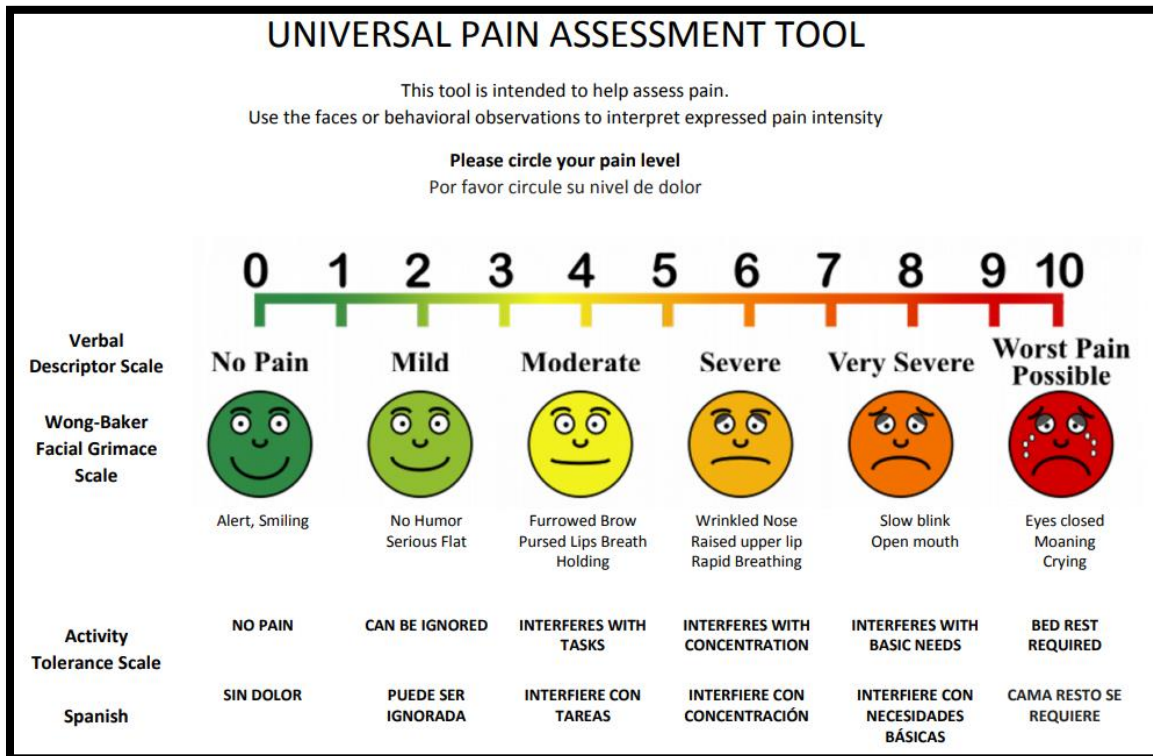 UNIVERSAL PAIN ASSESSMENT TOOL
This tool is intended to help assess pain.
Use the faces or behavioral observations to interpret expressed pain intensity
Please circle your pain level
Por favor circule su nivel de dolor
0 1 2 3 4 5 6 7 8 9 10
Verbal
Descriptor Scale
No Pain
Mild
Moderate
Severe
Very Severe
Worst Pain
Possible
Wong-Baker
Facial Grimace
Scale
Alert, Smiling
No Humor
Serious Flat
Furrowed Brow
Pursed Lips Breath
Holding
Wrinkled Nose
Raised upper lip
Rapid Breathing
Slow blink
Open mouth
Eyes closed
Moaning
Crying
Activity
Tolerance Scale
NO PAIN
CAN BE IGNORED
INTERFERES WITH
TASKS
INTERFERES WITH
CONCENTRATION
INTERFERES WITH
BASIC NEEDS
BED REST
REQUIRED
Spanish
SIN DOLOR
PUEDE SER
IGNORADA
INTERFIERE CON
TAREAS
INTERFIERE CON
CONCENTRACIÓN
INTERFIERE CON
NECESIDADES
BÁSICAS
CAMA RESTO SE
REQUIERE